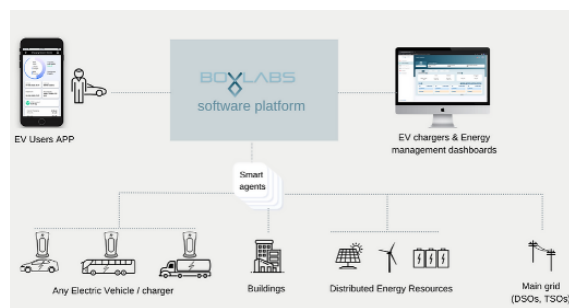 BOXLABS
software platform
EV Users APP
EV chargers & Energy
management dashboards
Smart
agents
Any Electric Vehicle / charger
Buildings
Distributed Energy Resources
Main grid
(DSOs, TSOs)